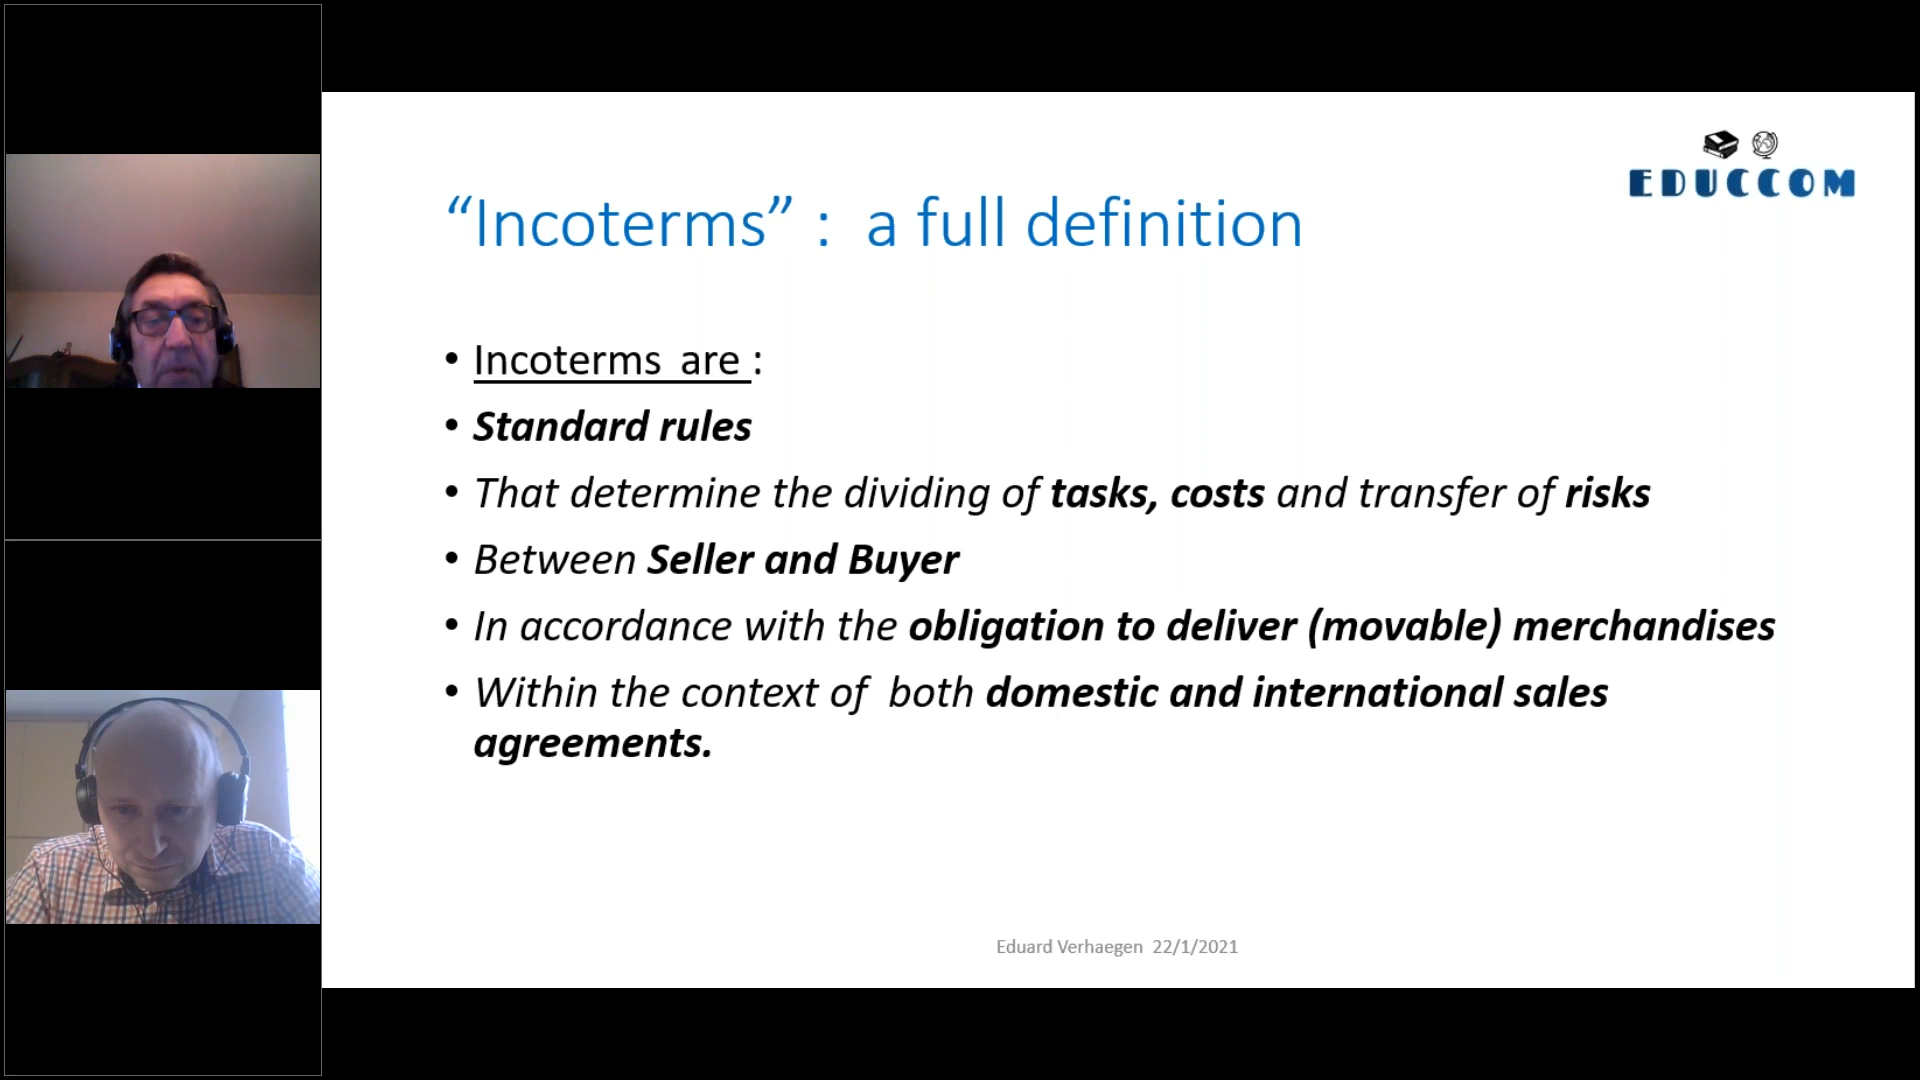 EDUCCOM
“Incoterms” : a full definition
• Incoterms are :
• Standard rules
• That determine the dividing of tasks, costs and transfer of risks
• Between Seller and Buyer
• In accordance with the obligation to deliver (movable) merchandises
• Within the context of both domestic and international sales
agreements.
Eduard Verhaegen 22/1/2021